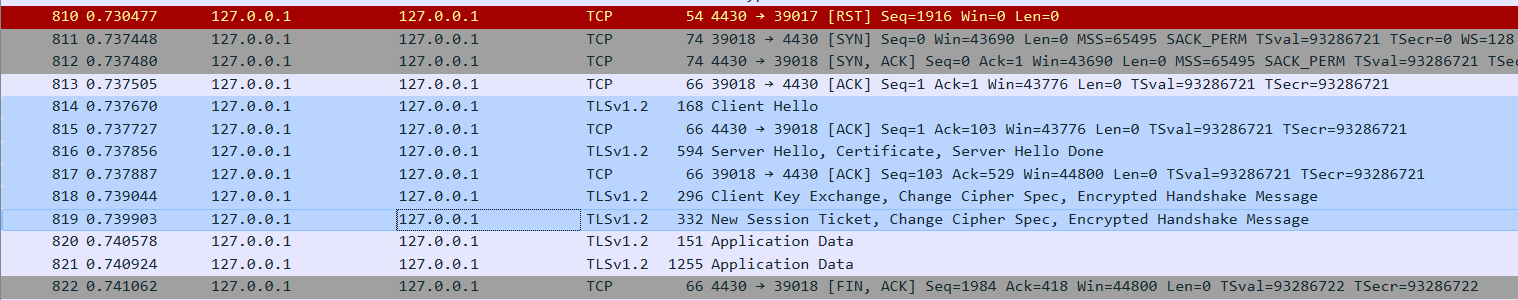 810 0.730477 127.0.0.1 127.0.0.1 TCP 54 4430 → 39017 [RST] Seq=1916 Win=0 Len=0
811 0.737448 127.0.0.1 127.0.0.1 TCP 74 39018 → 4430 [SYN] Seq=0 Win=43690 Len=0 MSS=65495 SACK_PERM TSval=93286721 TSecr=0 WS=128
812 0.737480 127.0.0.1 127.0.0.1 TCP 74 4430 → 39018 [SYN, ACK] Seq=0 Ack=1 Win=43690 Len=0 MSS=65495 SACK_PERM TSval=93286721 TSec
813 0.737505 127.0.0.1 127.0.0.1 TCP 66 39018 → 4430 [ACK] Seq=1 Ack=1 Win=43776 Len=0 TSval=93286721 TSecr=93286721
814 0.737670 127.0.0.1 127.0.0.1 TLSv1.2 168 Client Hello
815 0.737727 127.0.0.1 127.0.0.1 TCP 66 4430 → 39018 [ACK] Seq=1 Ack=103 Win=43776 Len=0 TSval=93286721 TSecr=93286721
816 0.737856 127.0.0.1 127.0.0.1 TLSv1.2 594 Server Hello, Certificate, Server Hello Done
817 0.737887 127.0.0.1 127.0.0.1 TCP 66 39018 → 4430 [ACK] Seq=103 Ack=529 Win=44800 Len=0 TSval=93286721 TSecr=93286721
818 0.739044 127.0.0.1 127.0.0.1 TLSv1.2 296 Client Key Exchange, Change Cipher Spec, Encrypted Handshake Message
819 0.739903 127.0.0.1 127.0.0.1 TLSv1.2 332 New Session Ticket, Change Cipher Spec, Encrypted Handshake Message
820 0.740578 127.0.0.1 127.0.0.1 TLSv1.2 151 Application Data
821 0.740924 127.0.0.1 127.0.0.1 TLSv1.2 1255 Application Data
822 0.741062 127.0.0.1 127.0.0.1 TCP 66 4430 → 39018 [FIN, ACK] Seq=1984 Ack=418 Win=44800 Len=0 TSval=93286722 TSecr=93286722